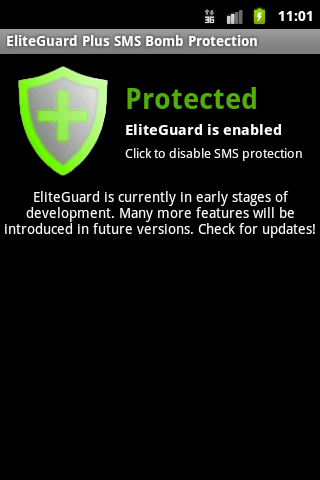 3G
11:01
EliteGuard Plus SMS Bomb Protection
Protected
EliteGuard is enabled
Click to disable SMS protection
EliteGuard is currently in early stages of
development. Many more features will be
introduced in future versions. Check for updates!